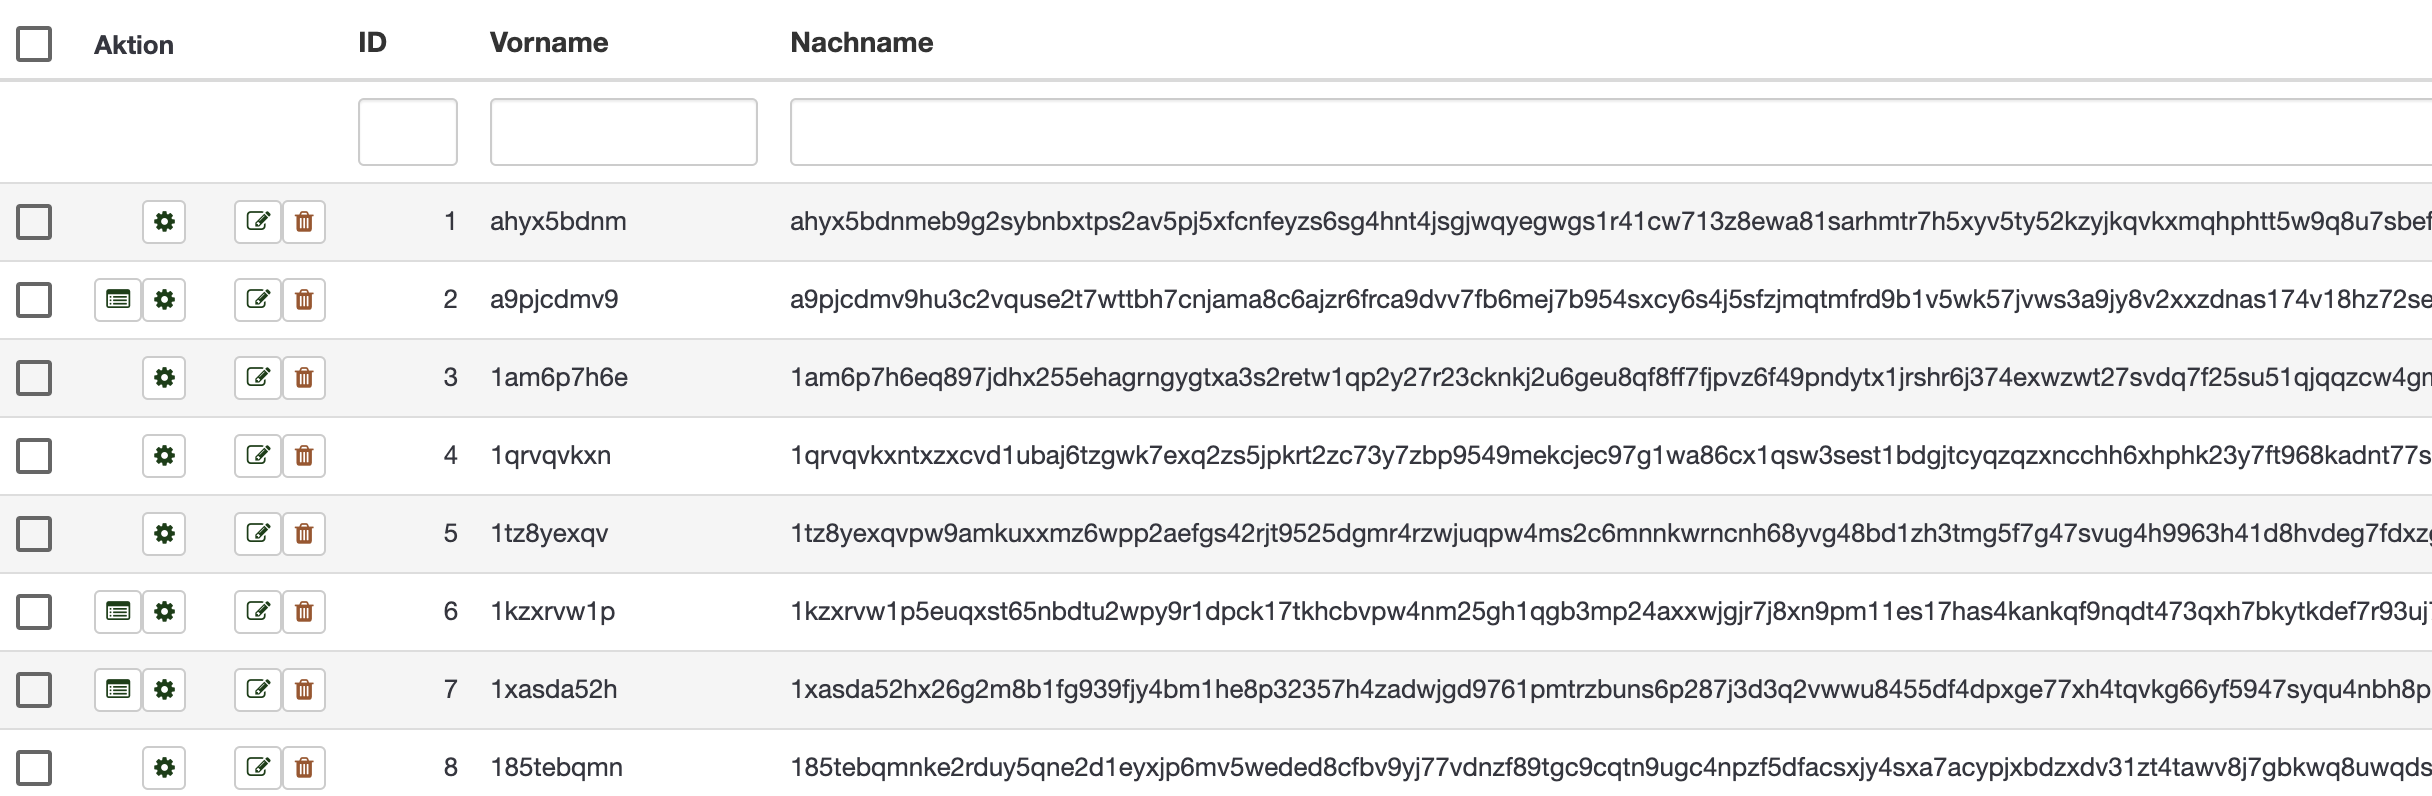 Aktion ID Vorname Nachname
1 ahyx5bdnm ahyx5bdnmeb9g2sybnbxtps2av5pj5xfcnfeyzs6sg4hnt4jsgjwqyegwgs1r41cw713z8ewa81sarhmtr7h5xyv5ty52kzyjkqvkxmqhphtt5w9q8u7sbef
2 a9pjcdmv9 a9pjcdmv9hu3c2vquse2t7wttbh7cnjama8c6ajzr6frca9dvv7fb6mej7b954sxcy6s4j5sfzjmqtmfrd9b1v5wk57jvws3a9jy8v2xxzdnas174v18hz72se
3 1am6p7h6e 1am6p7h6eq897jdhx255ehagrngygtxa3s2retw1qp2y27r23cknkj2u6geu8qf8ff7fjpvz6f49pndytx1jrshr6j374exwzwt27svdq7f25su51qjqqzcw4gn
4 1qrvqvkxn 1qrvqvkxntxzxcvd1ubaj6tzgwk7exq2zs5jpkrt2zc73y7zbp9549mekcjec97g1wa86cx1qsw3sest1bdgjtcyqzqzxncchh6xhphk23y7ft968kadnt77s
5 1tz8yexqv 1tz8yexqvpw9amkuxxmz6wpp2aefgs42rjt9525dgmr4rzwjuqpw4ms2c6mnnkwrncnh68yvg48bd1zh3tmg5f7g47svug4h9963h41d8hvdeg7fdxzg
6 1kzxrvw1p 1kzxrvw1p5euqxst65nbdtu2wpy9r1dpck17tkhcbvpw4nm25gh1qgb3mp24axxwjgjr7j8xn9pm11es17has4kankqf9nqdt473qxh7bkytkdef7r93uj
7 1xasda52h 1xasda52hx26g2m8b1fg939fjy4bm1he8p32357h4zadwjgd9761pmtrzbuns6p287j3d3q2vwwu8455df4dpxge77xh4tqvkg66yf5947syqu4nbh8p
8 185tebqmn 185tebqmnke2rduy5qne2d1eyxjp6mv5weded8cfbv9yj77vdnzf89tgc9cqtn9ugc4npzf5dfacsxjy4sxa7acypjxbdzxdv31zt4tawv8j7gbkwq8uwqds